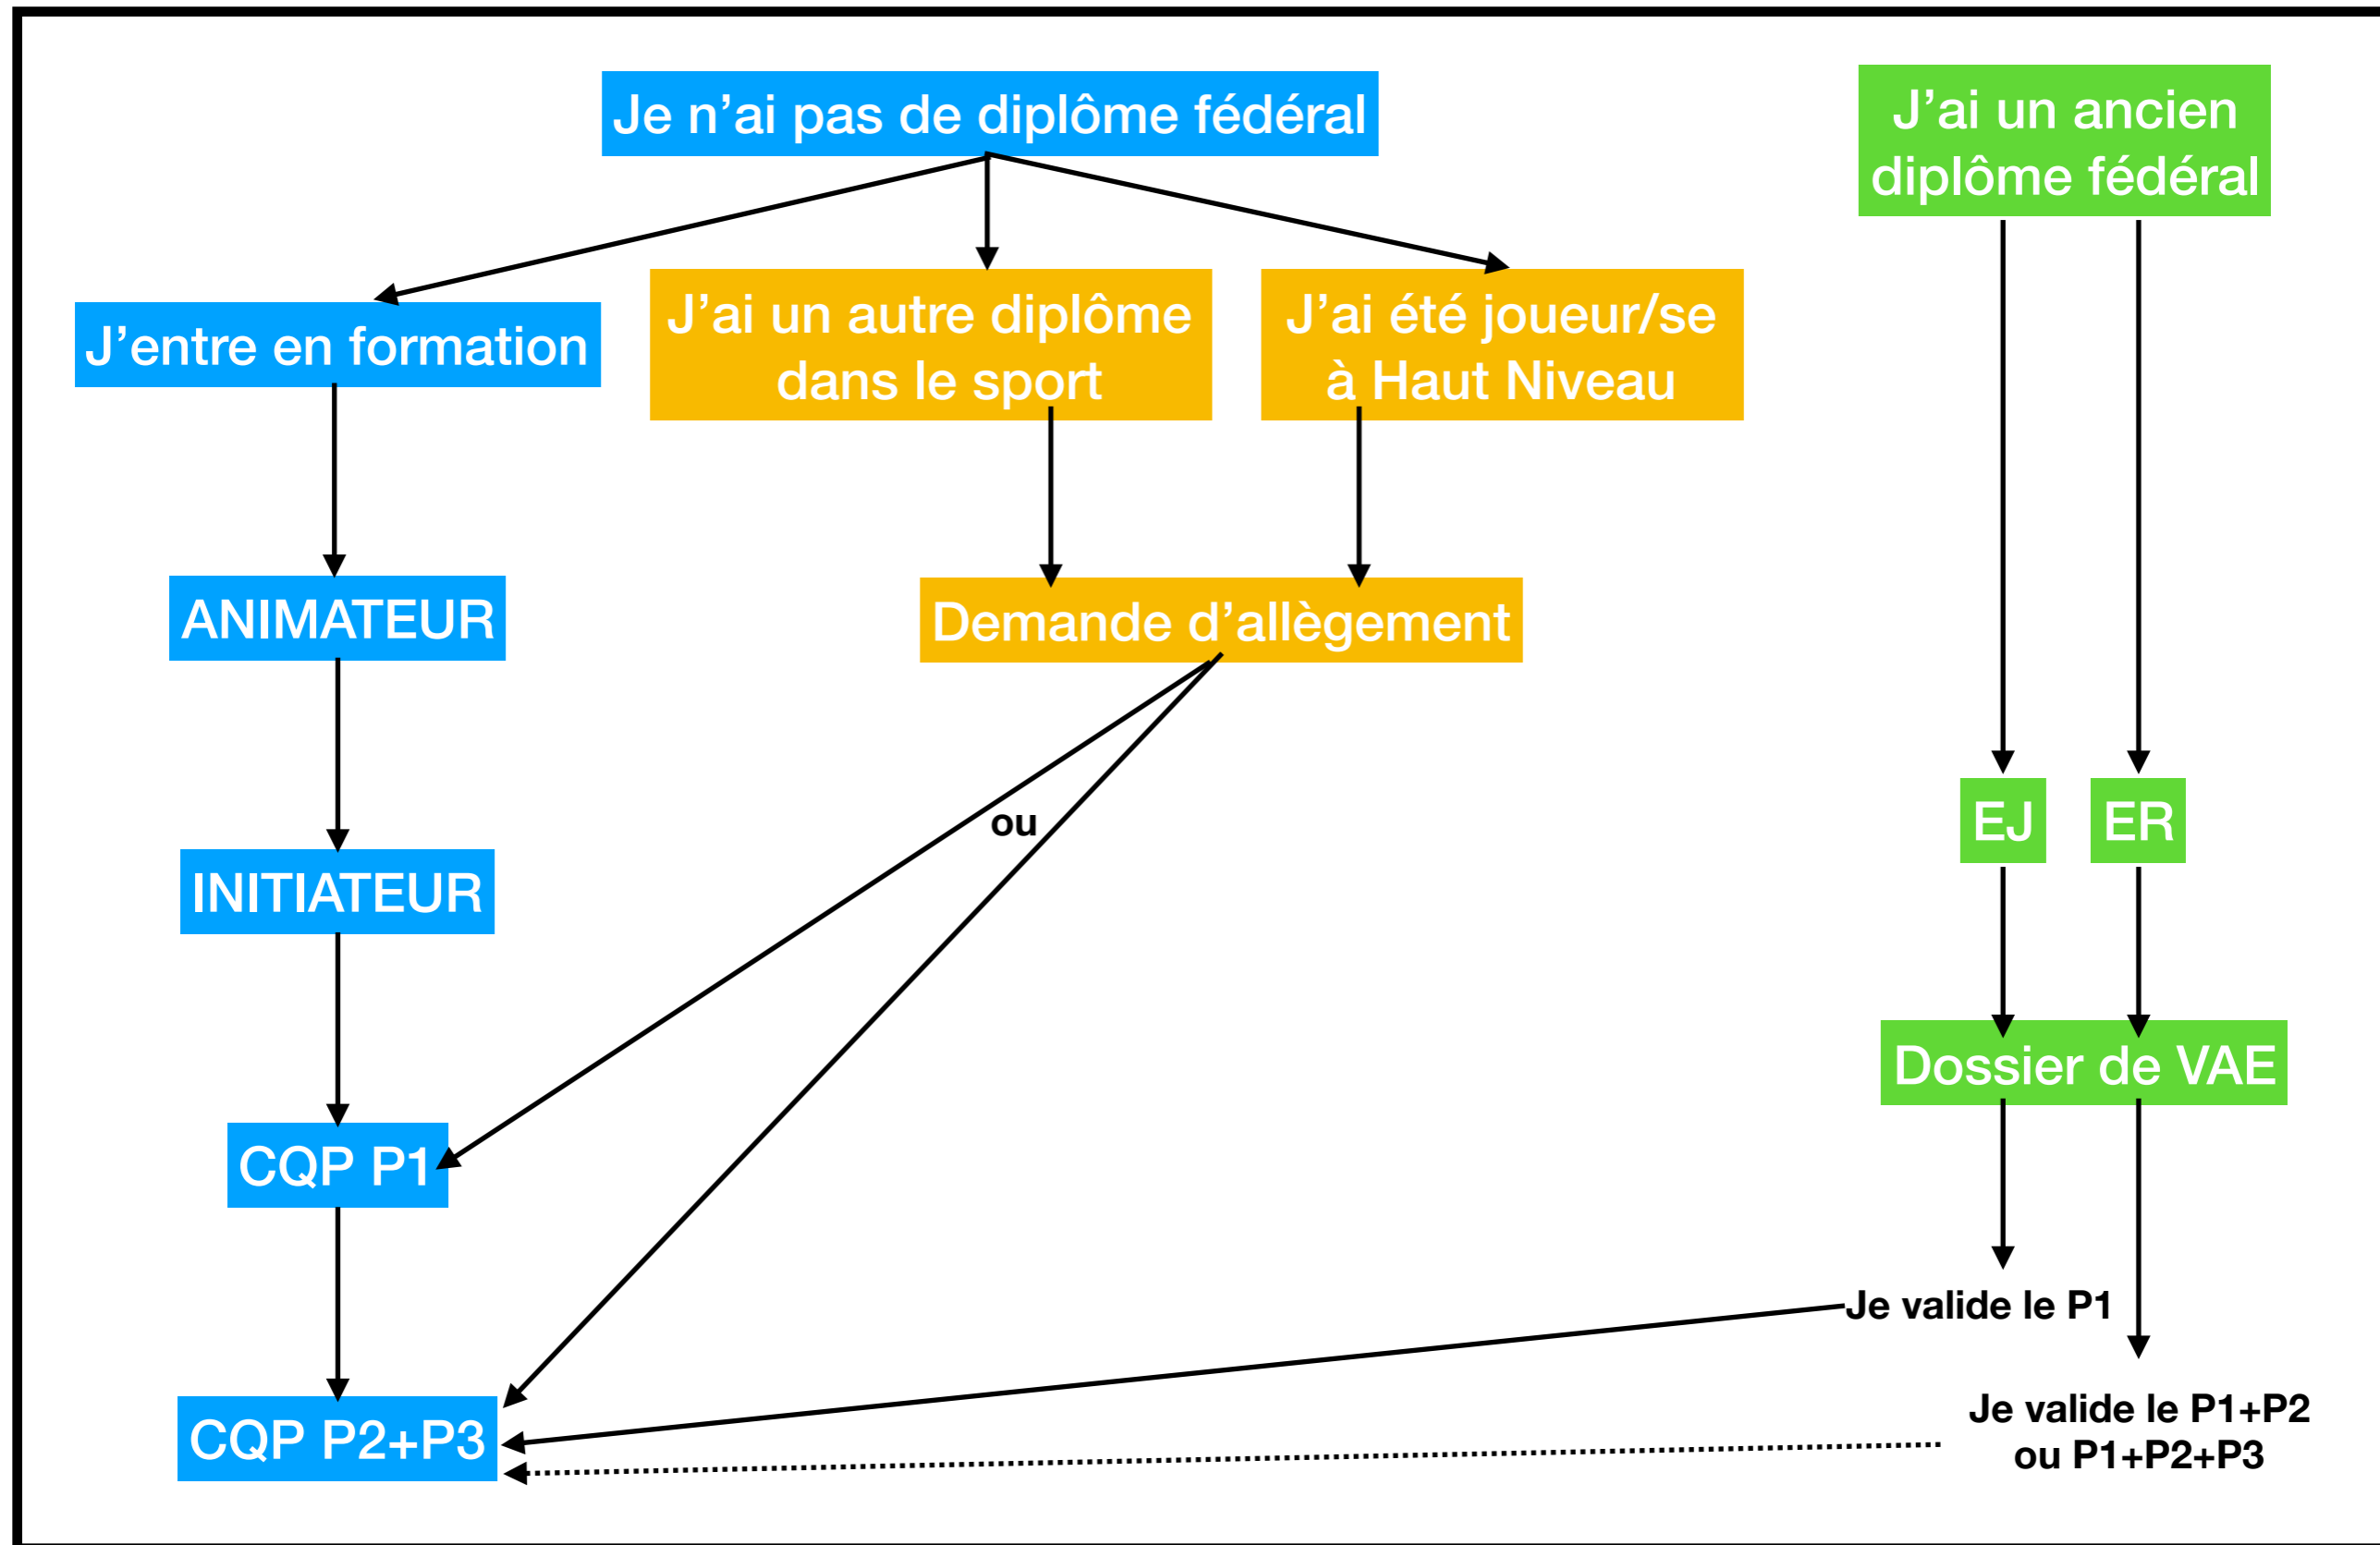 Je n’ai pas de diplôme fédéral
J’ai un ancien
diplôme fédéral
J’entre en formation
J’ai un autre diplôme
dans le sport
J’ai été joueur/se
à Haut Niveau
ANIMATEUR
Demande d’allègement
ou
EJ
ER
INITIATEUR
Dossier de VAE
CQP P1
Je valide le P1
Je valide le P1+P2
ou P1+P2+P3
CQP P2+P3